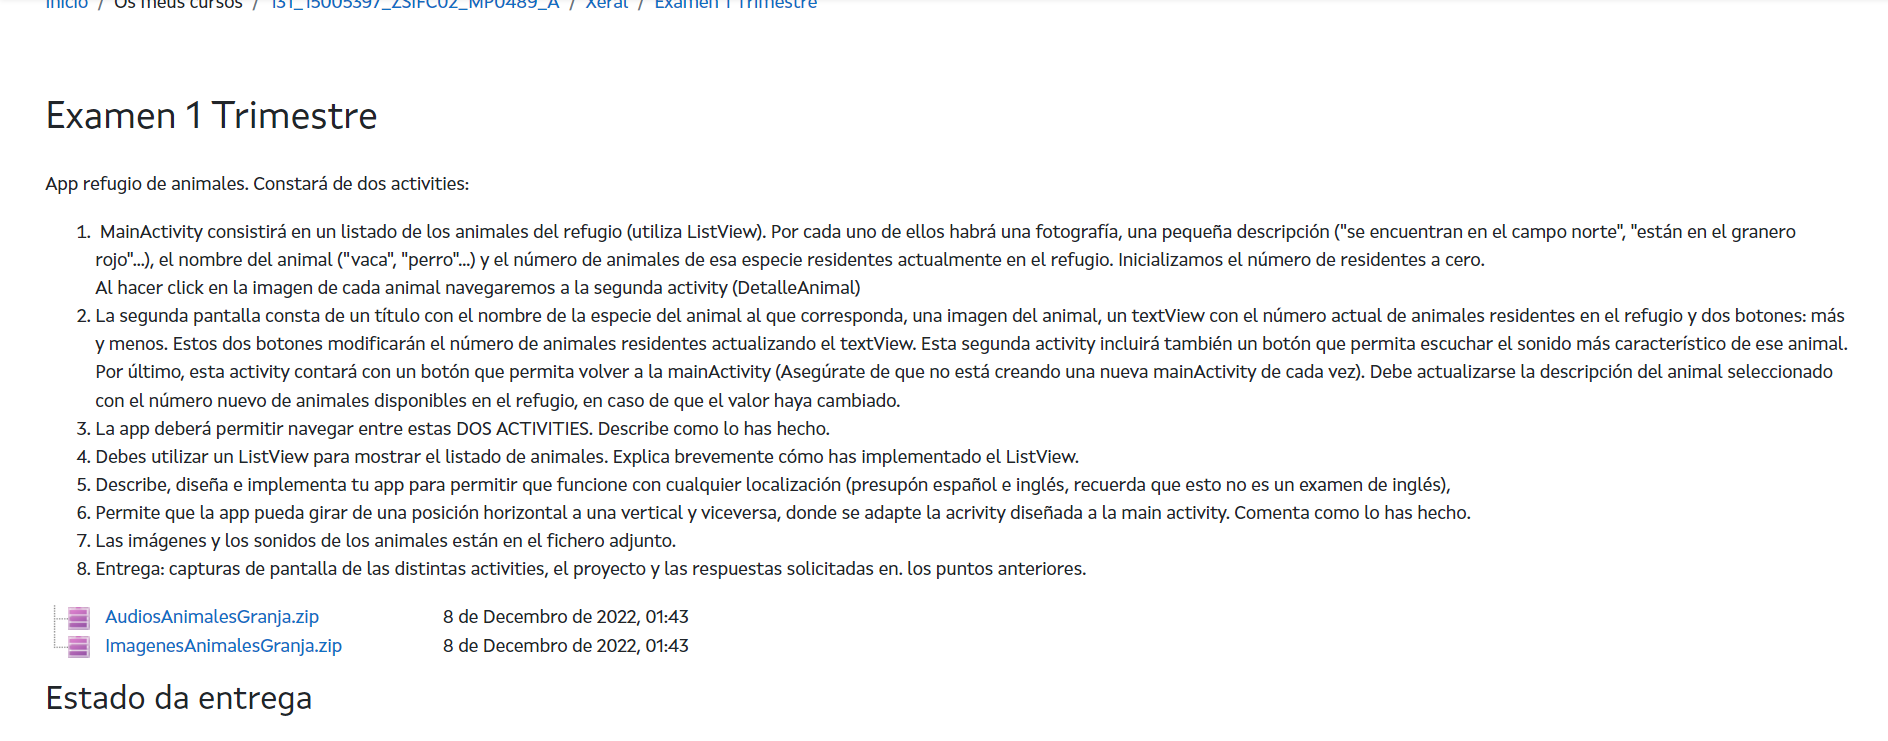 Inicio / Os meus cursos / 151_15005397_ZSIFC02_MP0489_A / Xeral / Examen 1 Trimestre
Examen 1 Trimestre
App refugio de animales. Constará de dos activities:
1. MainActivity consistirá en un listado de los animales del refugio (utiliza ListView). Por cada uno de ellos habrá una fotografía, una pequeña descripción ("se encuentran en el campo norte", "están en el granero
rojo"...), el nombre del animal ("vaca", "perro"...) y el número de animales de esa especie residentes actualmente en el refugio. Inicializamos el número de residentes a cero.
Al hacer click en la imagen de cada animal navegaremos a la segunda activity (DetalleAnimal)
2. La segunda pantalla consta de un título con el nombre de la especie del animal al que corresponda, una imagen del animal, un textView con el número actual de animales residentes en el refugio y dos botones: más
y menos. Estos dos botones modificarán el número de animales residentes actualizando el textView. Esta segunda activity incluirá también un botón que permita escuchar el sonido más característico de ese animal.
Por último, esta activity contará con un botón que permita volver a la mainActivity (Asegúrate de que no está creando una nueva mainActivity de cada vez). Debe actualizarse la descripción del animal seleccionado
con el número nuevo de animales disponibles en el refugio, en caso de que el valor haya cambiado.
3. La app deberá permitir navegar entre estas DOS ACTIVITIES. Describe como lo has hecho.
4. Debes utilizar un ListView para mostrar el listado de animales. Explica brevemente cómo has implementado el ListView.
5. Describe, diseña e implementa tu app para permitir que funcione con cualquier localización (presupón español e inglés, recuerda que esto no es un examen de inglés),
6. Permite que la app pueda girar de una posición horizontal a una vertical y viceversa, donde se adapte la acrivity diseñada a la main activity. Comenta como lo has hecho.
7. Las imágenes y los sonidos de los animales están en el fichero adjunto.
8. Entrega: capturas de pantalla de las distintas activities, el proyecto y las respuestas solicitadas en. los puntos anteriores.
AudiosAnimalesGranja.zip 8 de Decembro de 2022, 01:43
ImagenesAnimalesGranja.zip 8 de Decembro de 2022, 01:43
Estado da entrega